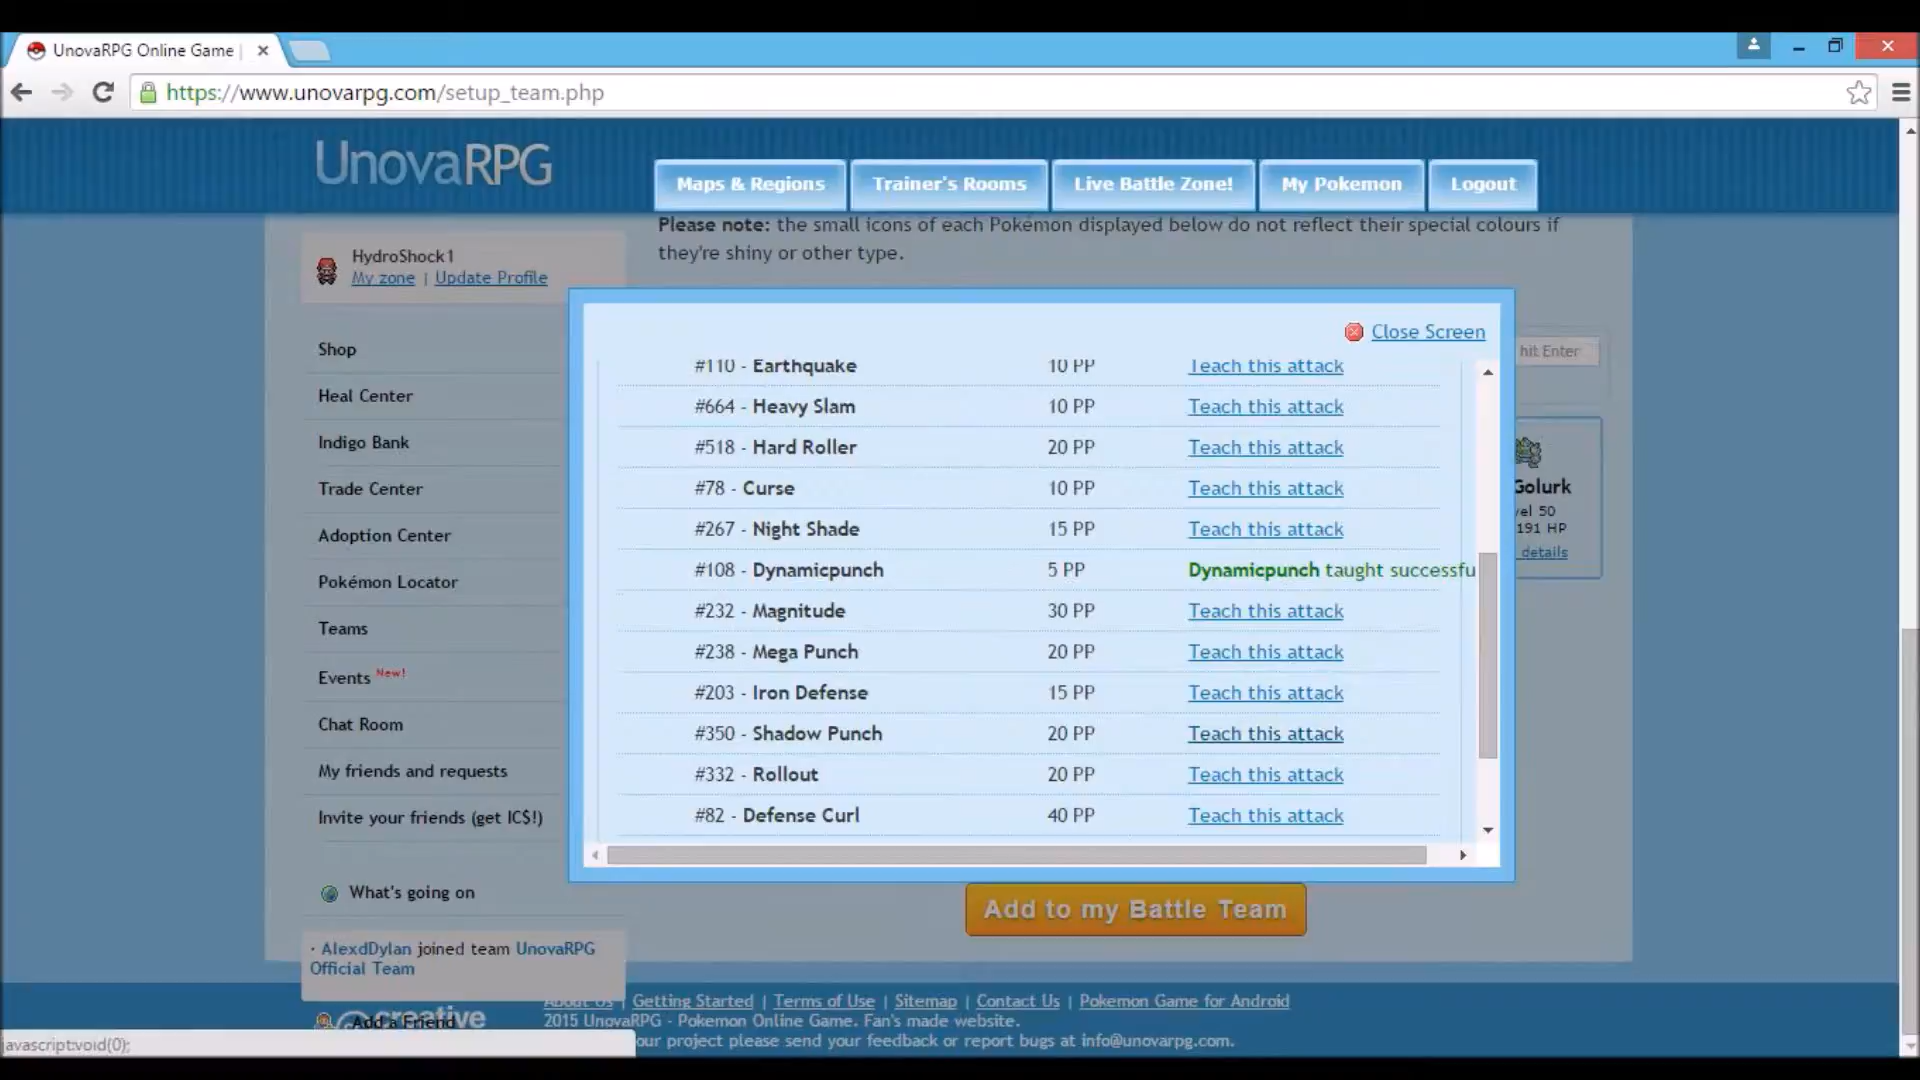 UnovaRPG Online Game |
https://www.unovarpg.com/setup_team.php
UnovaRPG
Maps & Regions
Trainer's Rooms
Live Battle Zone!
My Pokemon
Logout
Please note: the small icons of each Pokémon displayed below do not reflect their special colours if
they're shiny or other type.
HydroShock1
My zone | Update Profile
Shop
Heal Center
Indigo Bank
Trade Center
Adoption Center
Pokémon Locator
Teams
Events New!
Chat Room
My friends and requests
Invite your friends (get IC$!)
What's going on
· AlexdDylan joined team UnovaRPG
Official Team
Add a Friend
creative
javascript:void(0);
Close Screen
#110 - Earthquake 10 PP Teach this attack
#664 - Heavy Slam 10 PP Teach this attack
#518 - Hard Roller 20 PP Teach this attack
#78 - Curse 10 PP Teach this attack
#267 - Night Shade 15 PP Teach this attack
#108 - Dynamicpunch 5 PP Dynamicpunch taught successfu
#232 - Magnitude 30 PP Teach this attack
#238 - Mega Punch 20 PP Teach this attack
#203 - Iron Defense 15 PP Teach this attack
#350 - Shadow Punch 20 PP Teach this attack
#332 - Rollout 20 PP Teach this attack
#82 - Defense Curl 40 PP Teach this attack
hit Enter
Golurk
vel 50
191 HP
details
Add to my Battle Team
About Us | Getting Started | Terms of Use | Sitemap | Contact Us | Pokemon Game for Android
2015 UnovaRPG - Pokemon Online Game. Fan's made website.
our project please send your feedback or report bugs at info@unovarpg.com.